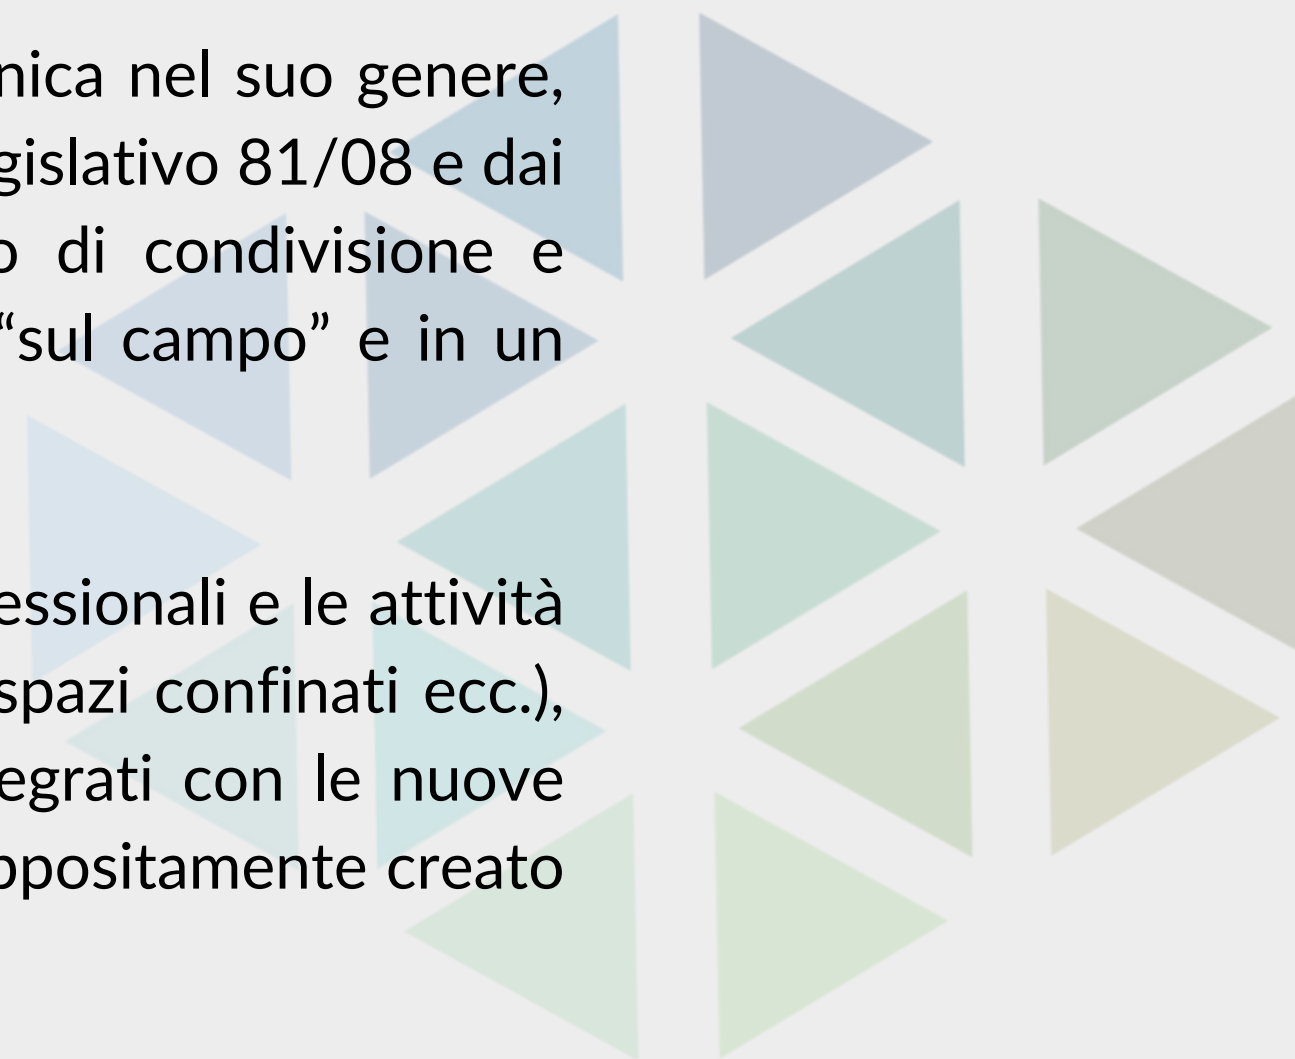 nica nel suo genere,
gislativo 81/08 e dai
o di condivisione e
“sul campo” e in un
essionali e le attività
spazi confinati ecc.),
egrati con le nuove
ppositamente creato